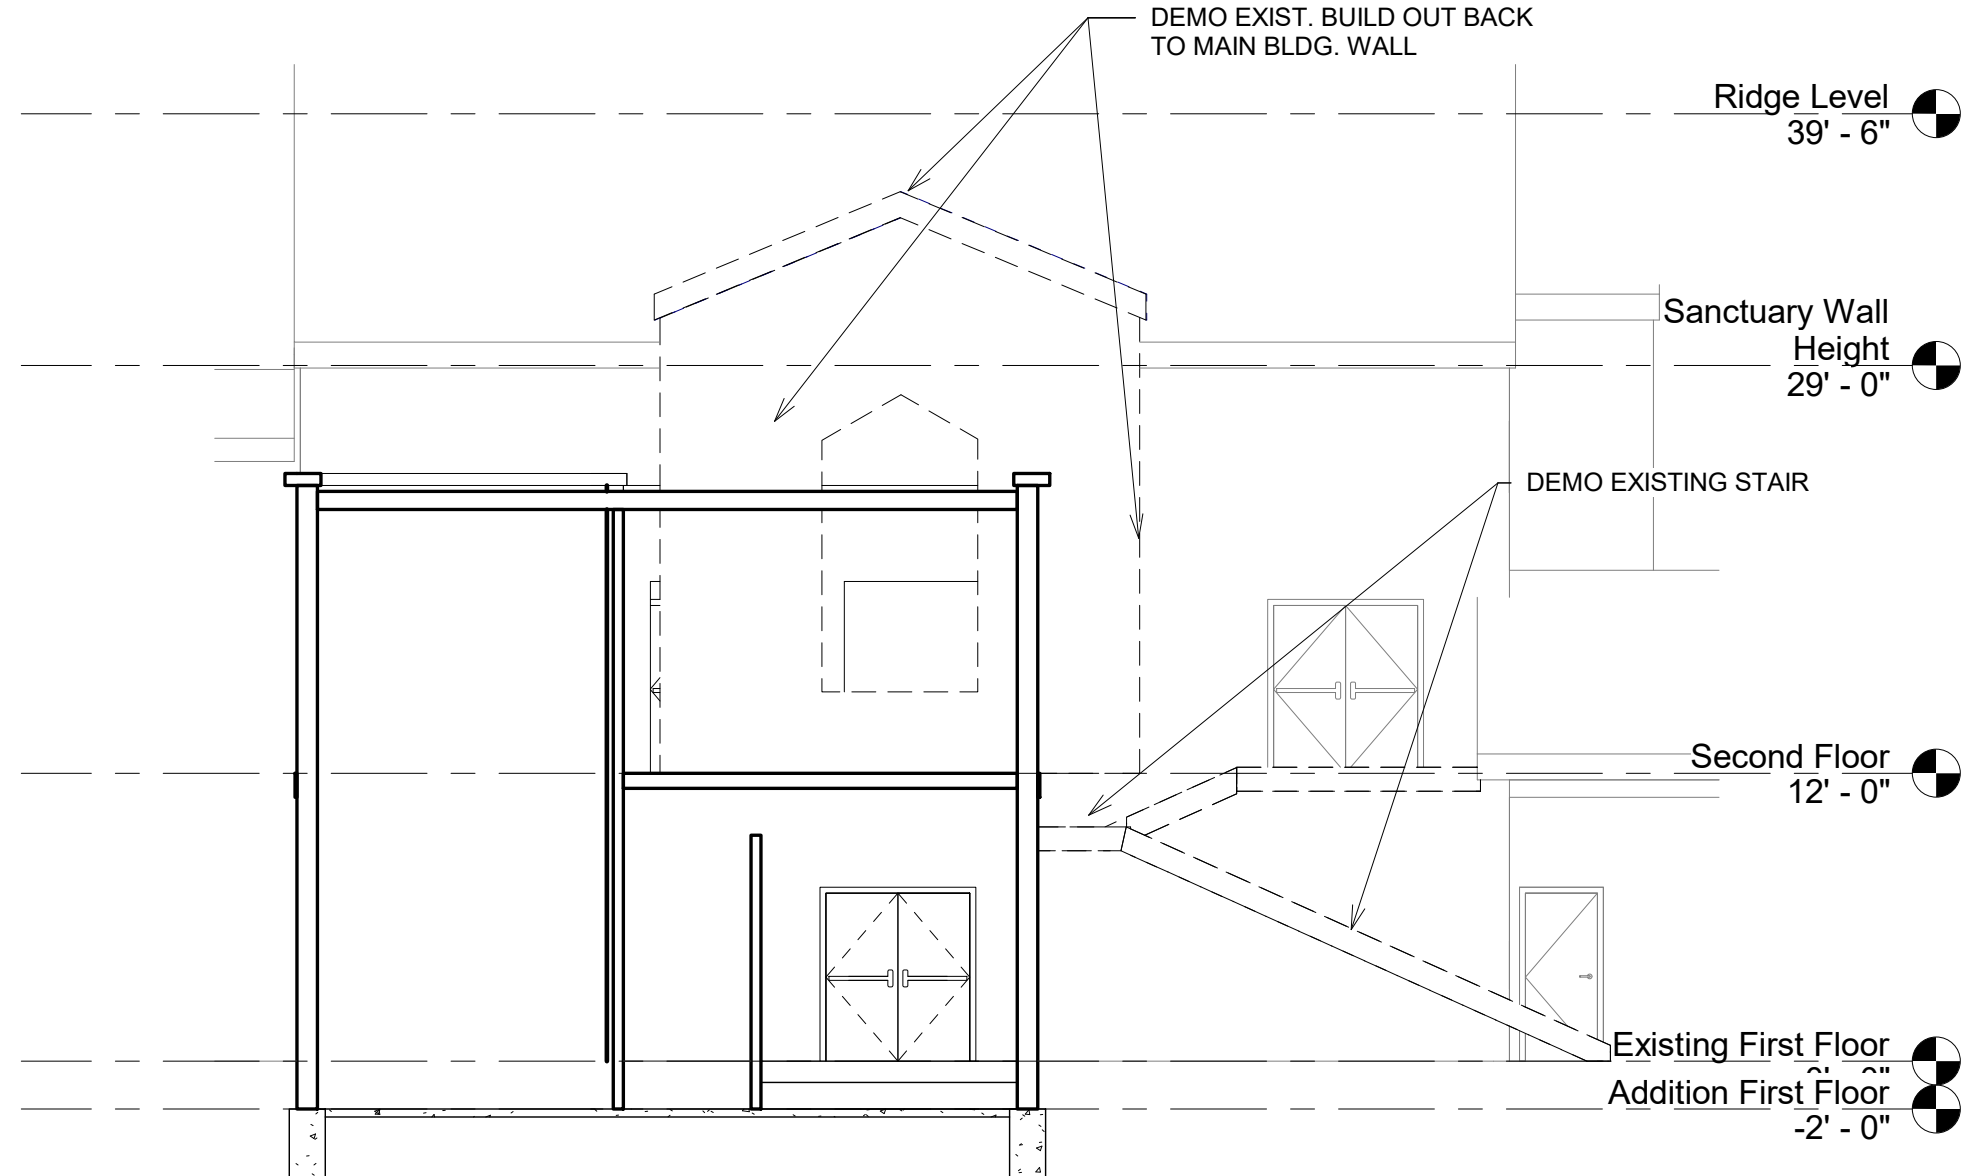 DEMO EXIST. BUILD OUT BACK
TO MAIN BLDG. WALL
Ridge Level
39' - 6"
Sanctuary Wall
Height
29' - 0"
DEMO EXISTING STAIR
Second Floor
12' - 0"
Existing First Floor
Addition First Floor
-2' - 0"